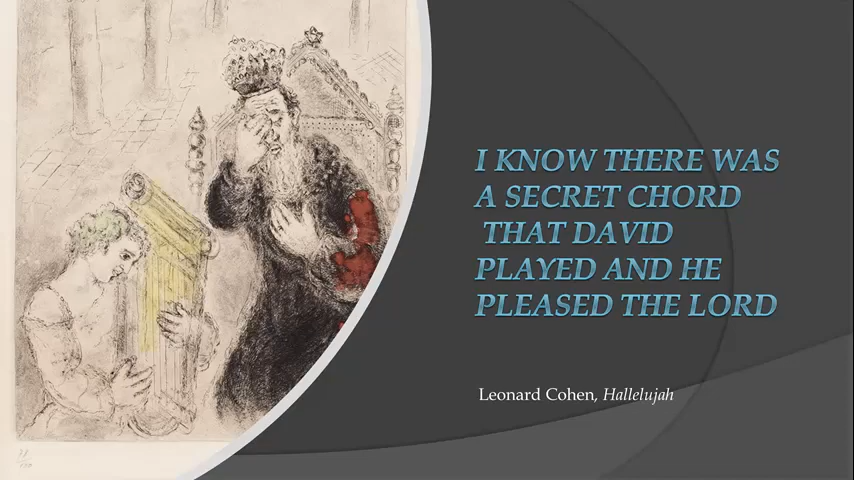 I KNOW THERE WAS
A SECRET CHORD
THAT DAVID
PLAYED AND HE
PLEASED THE LORD
Leonard Cohen, Hallelujah